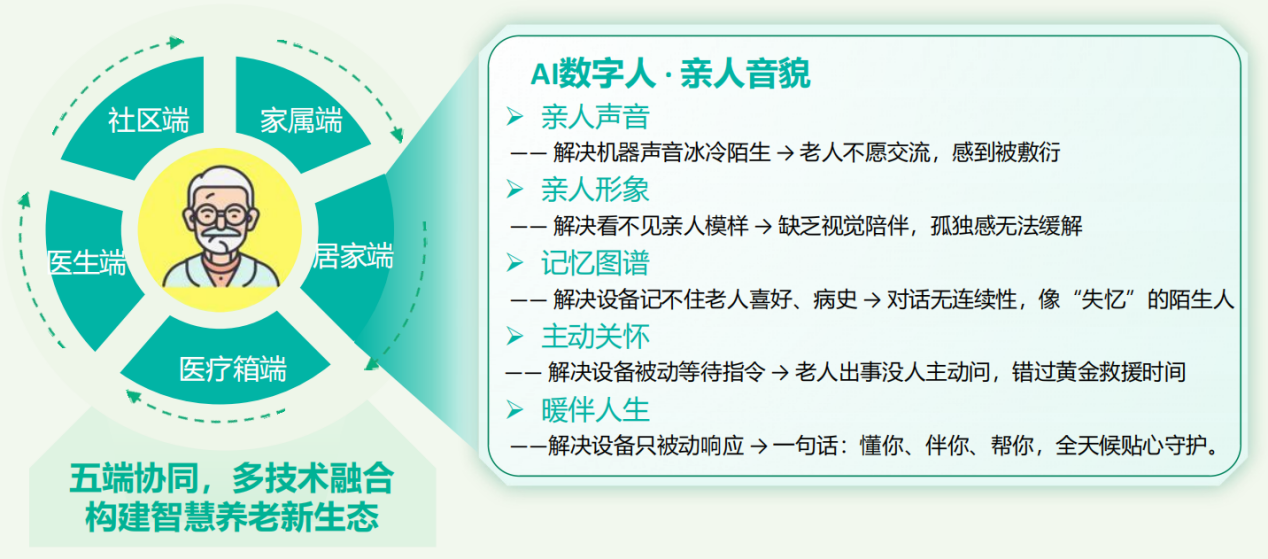 社区端
家属端
医生端
居家端
医疗箱端
五端协同，多技术融合
构建智慧养老新生态
AI数字人·亲人音貌
➢ 亲人声音
—— 解决机器声音冰冷陌生 → 老人不愿交流，感到被敷衍
➢ 亲人形象
—— 解决看不见亲人模样 → 缺乏视觉陪伴，孤独感无法缓解
➢ 记忆图谱
—— 解决设备记不住老人喜好、病史 → 对话无连续性，像“失忆”的陌生人
➢ 主动关怀
—— 解决设备被动等待指令 → 老人出事没人主动问，错过黄金救援时间
➢ 暖伴人生
——解决设备只被动响应 → 一句话：懂你、伴你、帮你，全天候贴心守护。